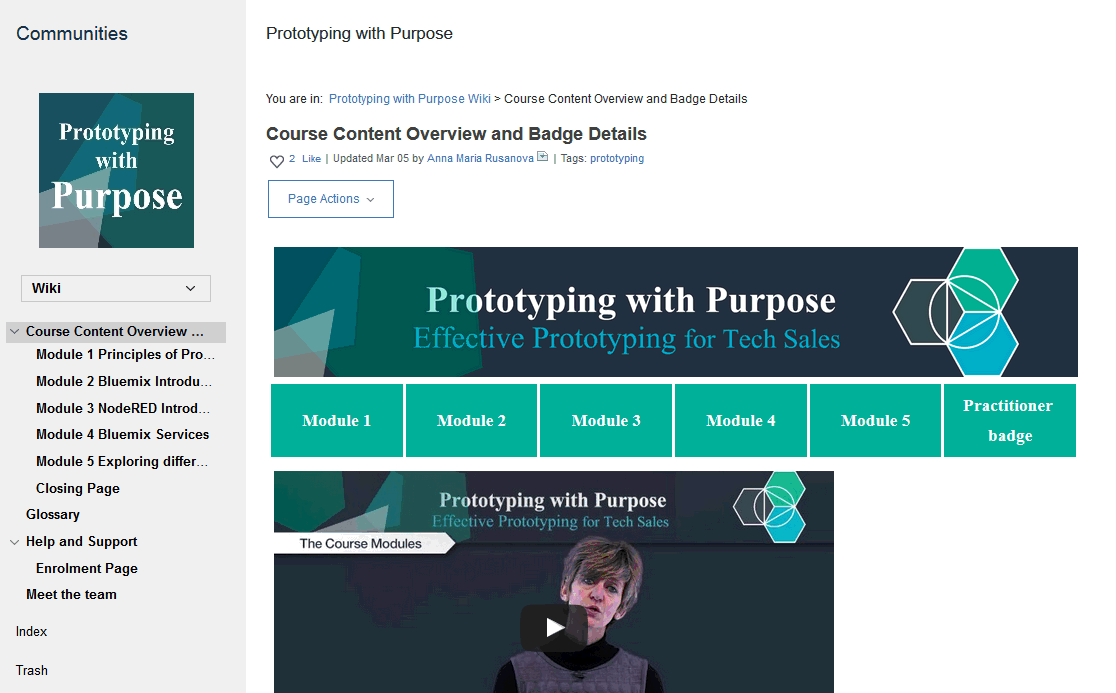 Communities
Prototyping with Purpose
Prototyping
with
Purpose
Wiki
Course Content Overview ...
Module 1 Principles of Pro...
Module 2 Bluemix Introdu...
Module 3 NodeRED Introd...
Module 4 Bluemix Services
Module 5 Exploring differ...
Closing Page
Glossary
Help and Support
Enrolment Page
Meet the team
Index
Trash
You are in: Prototyping with Purpose Wiki > Course Content Overview and Badge Details
Course Content Overview and Badge Details
2 Like | Updated Mar 05 by Anna Maria Rusanova | Tags: prototyping
Page Actions
Prototyping with Purpose
Effective Prototyping for Tech Sales
Module 1
Module 2
Module 3
Module 4
Module 5
Practitioner
badge
Prototyping with Purpose
Effective Prototyping for Tech Sales
The Course Modules